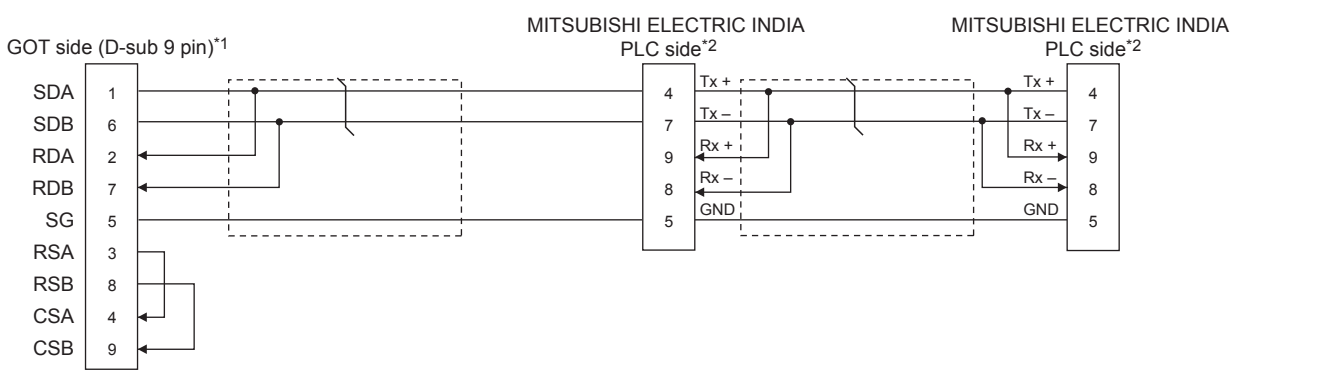 MITSUBISHI ELECTRIC INDIA MITSUBISHI ELECTRIC INDIA
GOT side (D-sub 9 pin)*1 PLC side*2 PLC side*2
SDA 1 4 Tx + Tx + 4
SDB 6 7 Tx – Tx – 7
RDA 2 9 Rx + Rx + 9
RDB 7 8 Rx – Rx – 8
SG 5 5 GND GND 5
RSA 3
RSB 8
CSA 4
CSB 9